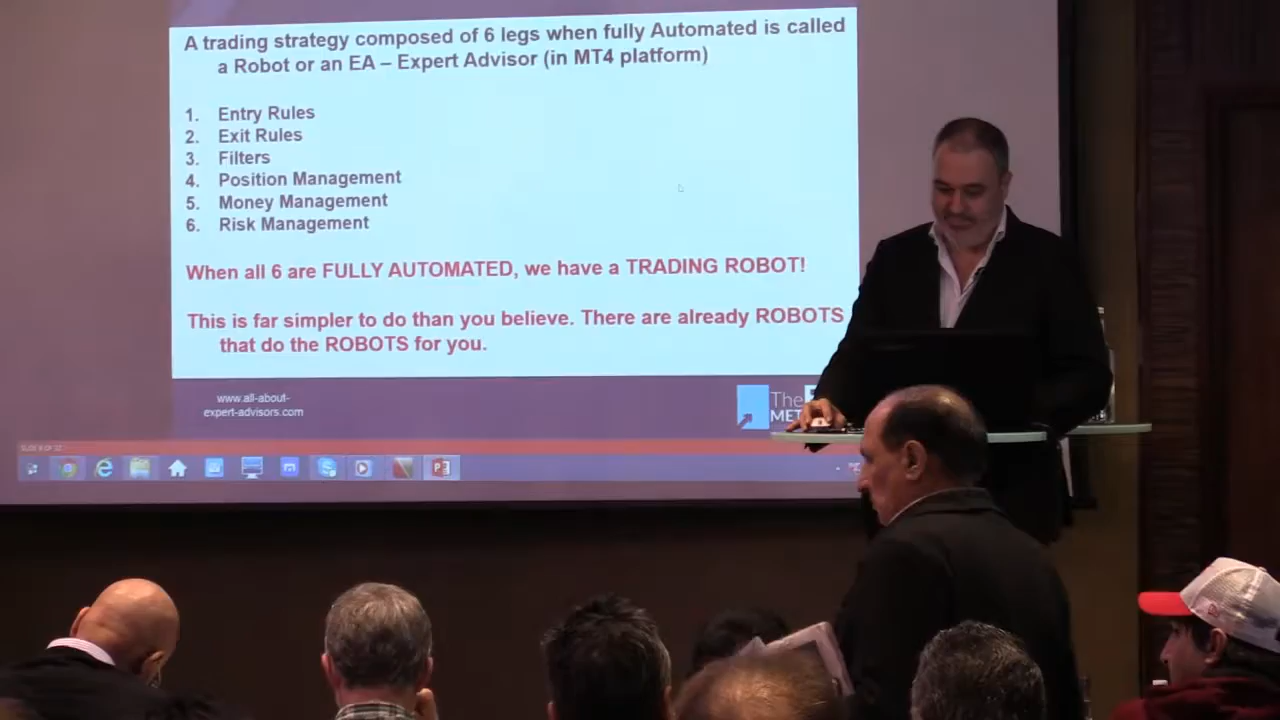 A trading strategy composed of 6 legs when fully Automated is called
a Robot or an EA – Expert Advisor (in MT4 platform)
1. Entry Rules
2. Exit Rules
3. Filters
4. Position Management
5. Money Management
6. Risk Management
When all 6 are FULLY AUTOMATED, we have a TRADING ROBOT!
This is far simpler to do than you believe. There are already ROBOTS
that do the ROBOTS for you.
www.all-about-
expert-advisors.com
The
MET